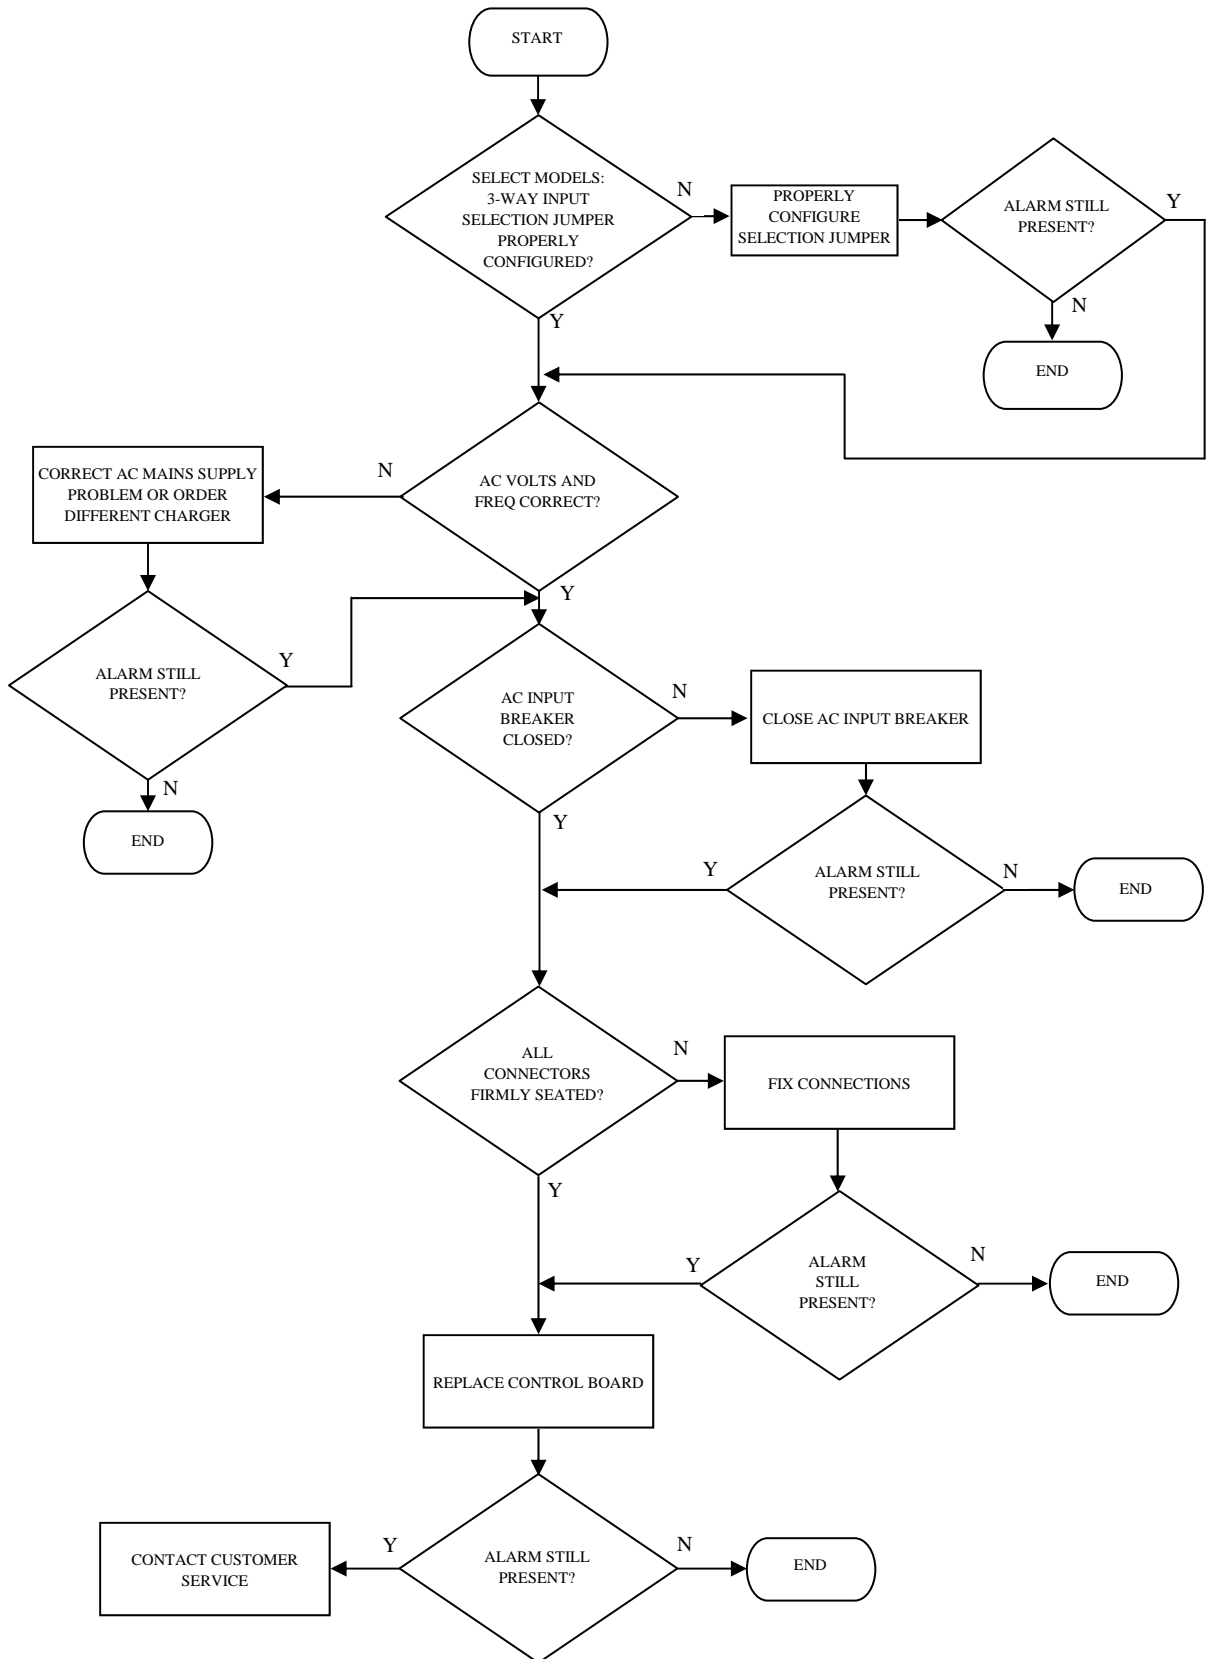 START
SELECT MODELS:
3-WAY INPUT
SELECTION JUMPER
PROPERLY
CONFIGURED?
N
PROPERLY
CONFIGURE
SELECTION JUMPER
ALARM STILL
PRESENT?
Y
N
END
Y
CORRECT AC MAINS SUPPLY
PROBLEM OR ORDER
DIFFERENT CHARGER
N
AC VOLTS AND
FREQ CORRECT?
Y
ALARM STILL
PRESENT?
Y
N
END
AC INPUT
BREAKER
CLOSED?
N
CLOSE AC INPUT BREAKER
Y
Y
ALARM STILL
PRESENT?
N
END
ALL
CONNECTORS
FIRMLY SEATED?
N
FIX CONNECTIONS
Y
Y
ALARM
STILL
PRESENT?
N
END
REPLACE CONTROL BOARD
CONTACT CUSTOMER
SERVICE
Y
ALARM STILL
PRESENT?
N
END